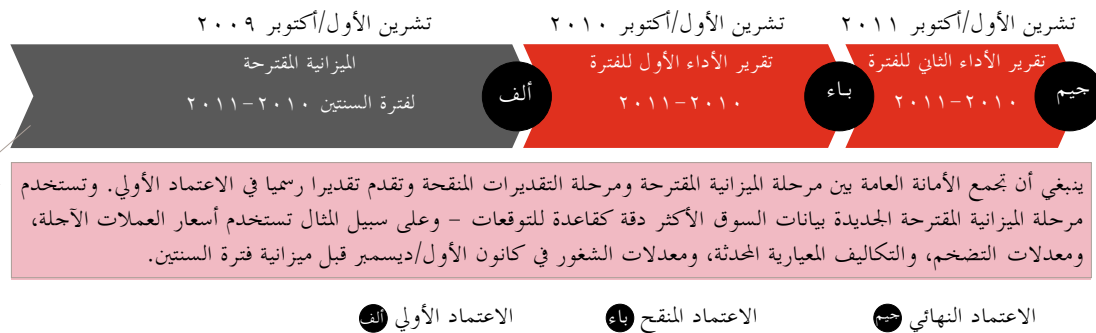 تشرين الأول/أكتوبر ٢٠١١
تشرين الأول/أكتوبر ٢٠١٠
تشرين الأول/أكتوبر ٢٠٠٩
تقرير الأداء الثاني للفترة
٢٠١٠-٢٠١١
جيم
تقرير الأداء الأول للفترة
٢٠١٠-٢٠١١
باء
الميزانية المقترحة
لفترة السنتين ٢٠١٠-٢٠١١
ألف
ينبغي أن تجمع الأمانة العامة بين مرحلة الميزانية المقترحة ومرحلة التقديرات المنقحة وتقدم تقديرا رسميا في الاعتماد الأولي. وتستخدم
مرحلة الميزانية المقترحة الجديدة بيانات السوق الأكثر دقة كقاعدة للتوقعات – وعلى سبيل المثال تستخدم أسعار العملات الآجلة،
ومعدلات التضخم، والتكاليف المعيارية المحدثة، ومعدلات الشغور في كانون الأول/ديسمبر قبل ميزانية فترة السنتين.
الاعتماد النهائي جيم
الاعتماد المنقح باء
الاعتماد الأولي ألف